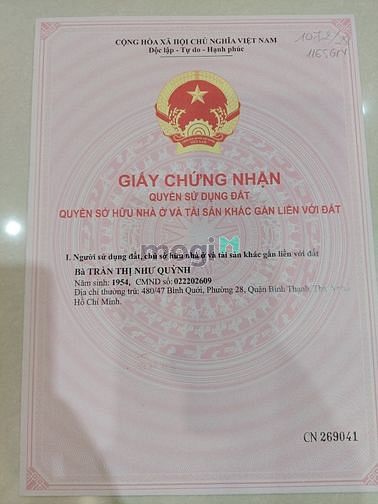 CỘNG HÒA XÃ HỘI CHỦ NGHĨA VIỆT NAM
Độc lập - Tự do - Hạnh phúc
GIẤY CHỨNG NHẬN
QUYỀN SỬ DỤNG ĐẤT
QUYỀN SỞ HỮU NHÀ Ở VÀ TÀI SẢN KHÁC GẮN LIỀN VỚI ĐẤT
mogi
I. Người sử dụng đất, chủ sở hữu nhà ở và tài sản khác gắn liền với đất
Bà TRẦN THỊ NHƯ QUỲNH
Năm sinh: 1954, CMND số: 022202609
Địa chỉ thường trú: 480/47 Bình Quới, Phường 28, Quận Bình Thạnh,
Hồ Chí Minh.
CN 269041